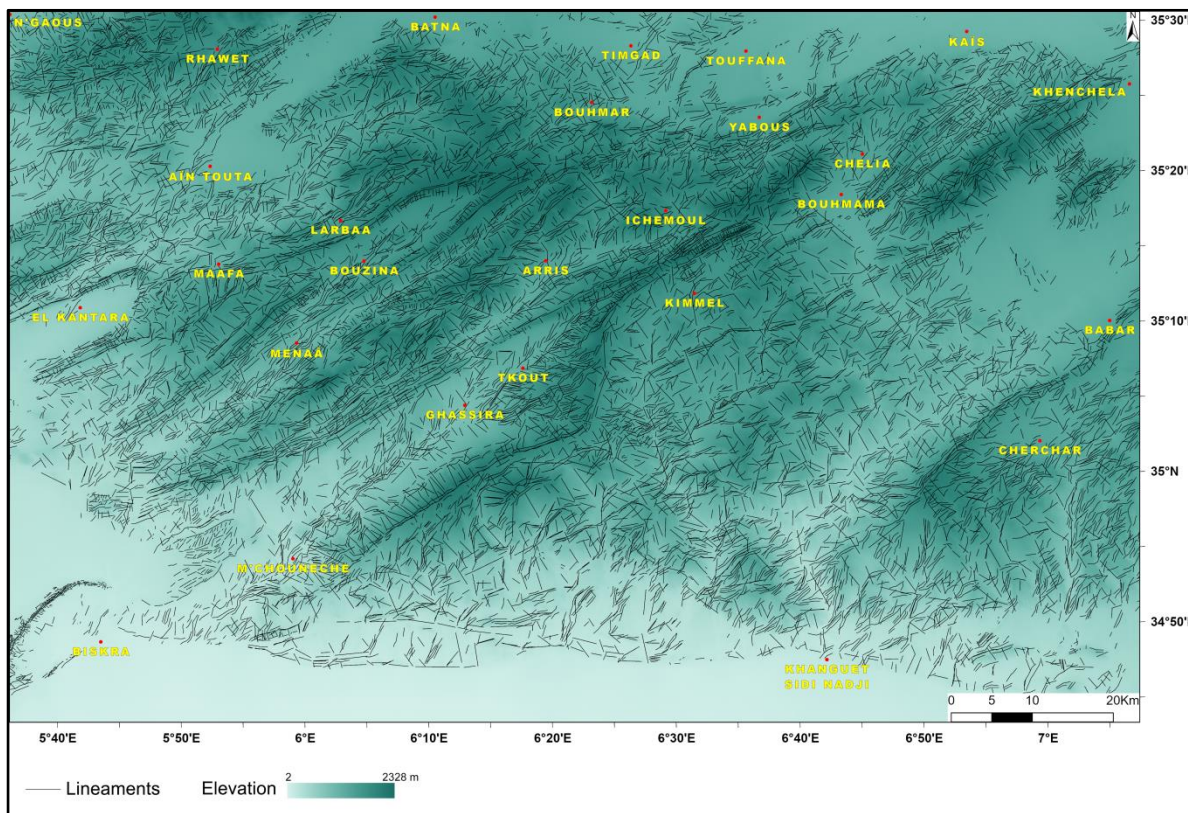 N'GAOUS
BATNA
35°30'
N
RHAWET
TIMGAD
TOUFFANA
KAIS
KHENCHELA
BOUHMAR
YABOUS
CHELIA
AIN TOUTA
35°20'
BOUHMAMA
LARBAA
ICHEMOUL
MAAFA
BOUZINA
ARRIS
KIMMEL
EL KANTARA
35°10'
BABAR
MENAA
TKOUT
GHASSIRA
CHERCHAR
35°N
M'CHOUNECHE
34°50'
BISKRA
KHANGUET
SIDI NADJI
0 5 10 20Km
5°40' 5°50' 6°E 6°10' 6°20' 6°30' 6°40' 6°50' 7°E
2 2328 m
Lineaments Elevation